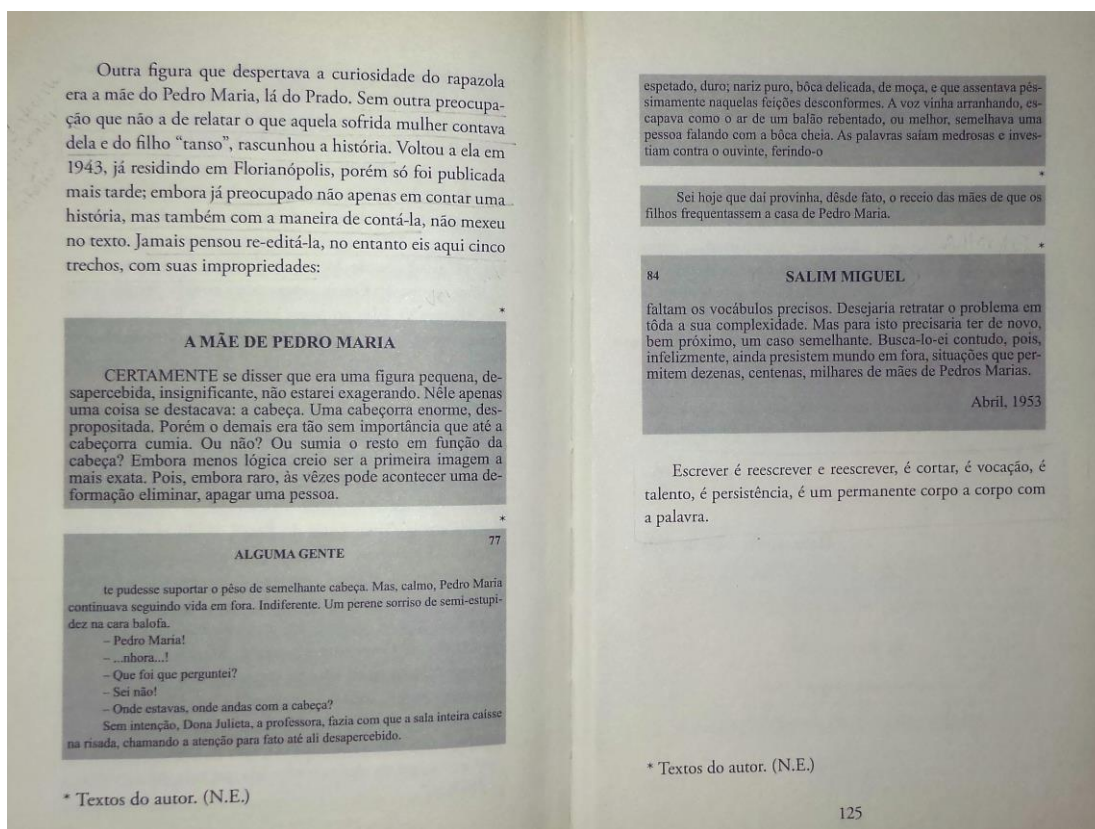 Outra figura que despertava a curiosidade do rapazola
era a mãe do Pedro Maria, lá do Prado. Sem outra preocupa-
ção que não a de relatar o que aquela sofrida mulher contava
dela e do filho “tanso”, rascunhou a história. Voltou a ela em
1943, já residindo em Florianópolis, porém só foi publicada
mais tarde; embora já preocupado não apenas em contar uma
história, mas também com a maneira de contá-la, não mexeu
no texto. Jamais pensou re-editá-la, no entanto eis aqui cinco
trechos, com suas impropriedades:
*
A MÃE DE PEDRO MARIA
CERTAMENTE se disser que era uma figura pequena, de-
sapercebida, insignificante, não estarei exagerando. Nêle apenas
uma coisa se destacava: a cabeça. Uma cabeçorra enorme, des-
propositada. Porém o demais era tão sem importância que até a
cabeçorra cumia. Ou não? Ou sumia o resto em função da
cabeça? Embora menos lógica creio ser a primeira imagem a
mais exata. Pois, embora raro, às vêzes pode acontecer uma de-
formação eliminar, apagar uma pessoa.
*
77
ALGUMA GENTE
te pudesse suportar o pêso de semelhante cabeça. Mas, calmo, Pedro Maria
continuava seguindo vida em fora. Indiferente. Um perene sorriso de semi-estupi-
dez na cara balofa.
– Pedro Maria!
– ...nhora...!
– Que foi que perguntei?
– Sei não!
– Onde estavas, onde andas com a cabeça?
Sem intenção, Dona Julieta, a professora, fazia com que a sala inteira caisse
na risada, chamando a atenção para fato até ali desapercebido.
* Textos do autor. (N.E.)
espetado, duro; nariz puro, bôca delicada, de moça, e que assentava pés-
simamente naquelas feições desconformes. A voz vinha arranhando, es-
capava como o ar de um balão rebentado, ou melhor, semelhava uma
pessoa falando com a bôca cheia. As palavras saiam medrosas e inves-
tiam contra o ouvinte, ferindo-o
*
Sei hoje que dai provinha, dêsde fato, o receio das mães de que os
filhos frequentassem a casa de Pedro Maria.
*
84
SALIM MIGUEL
faltam os vocábulos precisos. Desejaria retratar o problema em
tôda a sua complexidade. Mas para isto precisaria ter de novo,
bem próximo, um caso semelhante. Busca-lo-ei contudo, pois,
infelizmente, ainda presistem mundo em fora, situações que per-
mitem dezenas, centenas, milhares de mães de Pedros Marias.
Abril, 1953
Escrever é reescrever e reescrever, é cortar, é vocação, é
talento, é persistência, é um permanente corpo a corpo com
a palavra.
* Textos do autor. (N.E.)
125